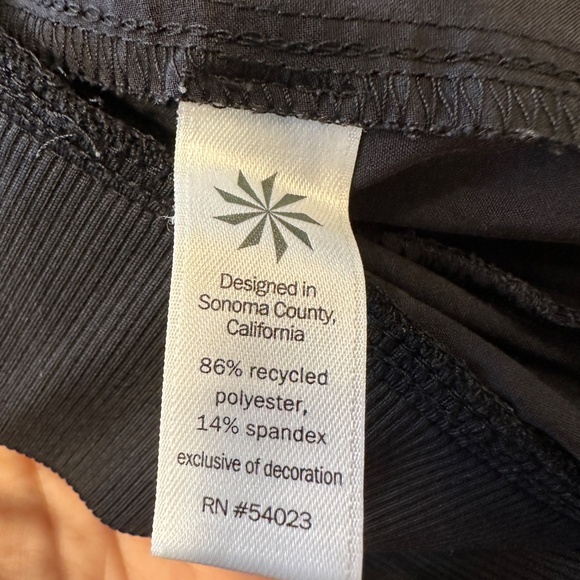 Designed in
Sonoma County,
California
86% recycled
polyester,
14% spandex
exclusive of decoration
RN #54023